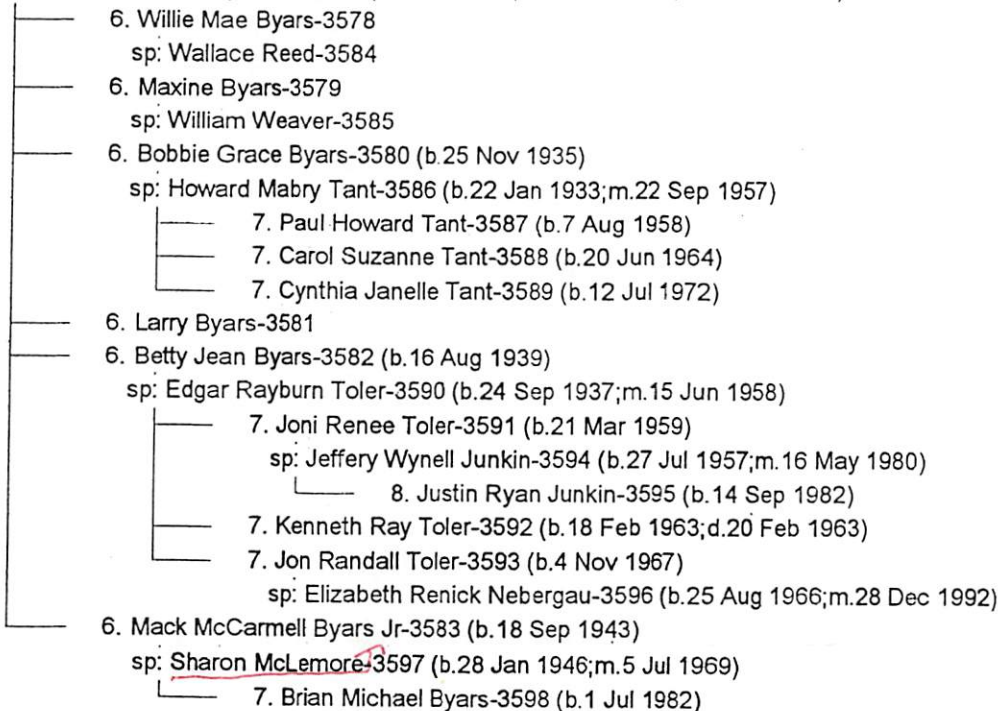 6. Willie Mae Byars-3578
sp: Wallace Reed-3584
6. Maxine Byars-3579
sp: William Weaver-3585
6. Bobbie Grace Byars-3580 (b.25 Nov 1935)
sp: Howard Mabry Tant-3586 (b.22 Jan 1933;m.22 Sep 1957)
7. Paul Howard Tant-3587 (b.7 Aug 1958)
7. Carol Suzanne Tant-3588 (b.20 Jun 1964)
7. Cynthia Janelle Tant-3589 (b.12 Jul 1972)
6. Larry Byars-3581
6. Betty Jean Byars-3582 (b.16 Aug 1939)
sp: Edgar Rayburn Toler-3590 (b.24 Sep 1937;m.15 Jun 1958)
7. Joni Renee Toler-3591 (b.21 Mar 1959)
sp: Jeffery Wynell Junkin-3594 (b.27 Jul 1957;m.16 May 1980)
8. Justin Ryan Junkin-3595 (b.14 Sep 1982)
7. Kenneth Ray Toler-3592 (b.18 Feb 1963;d.20 Feb 1963)
7. Jon Randall Toler-3593 (b.4 Nov 1967)
sp: Elizabeth Renick Nebergau-3596 (b.25 Aug 1966;m.28 Dec 1992)
6. Mack McCarmell Byars Jr-3583 (b.18 Sep 1943)
sp: Sharon McLemore-3597 (b.28 Jan 1946;m.5 Jul 1969)
7. Brian Michael Byars-3598 (b.1 Jul 1982)